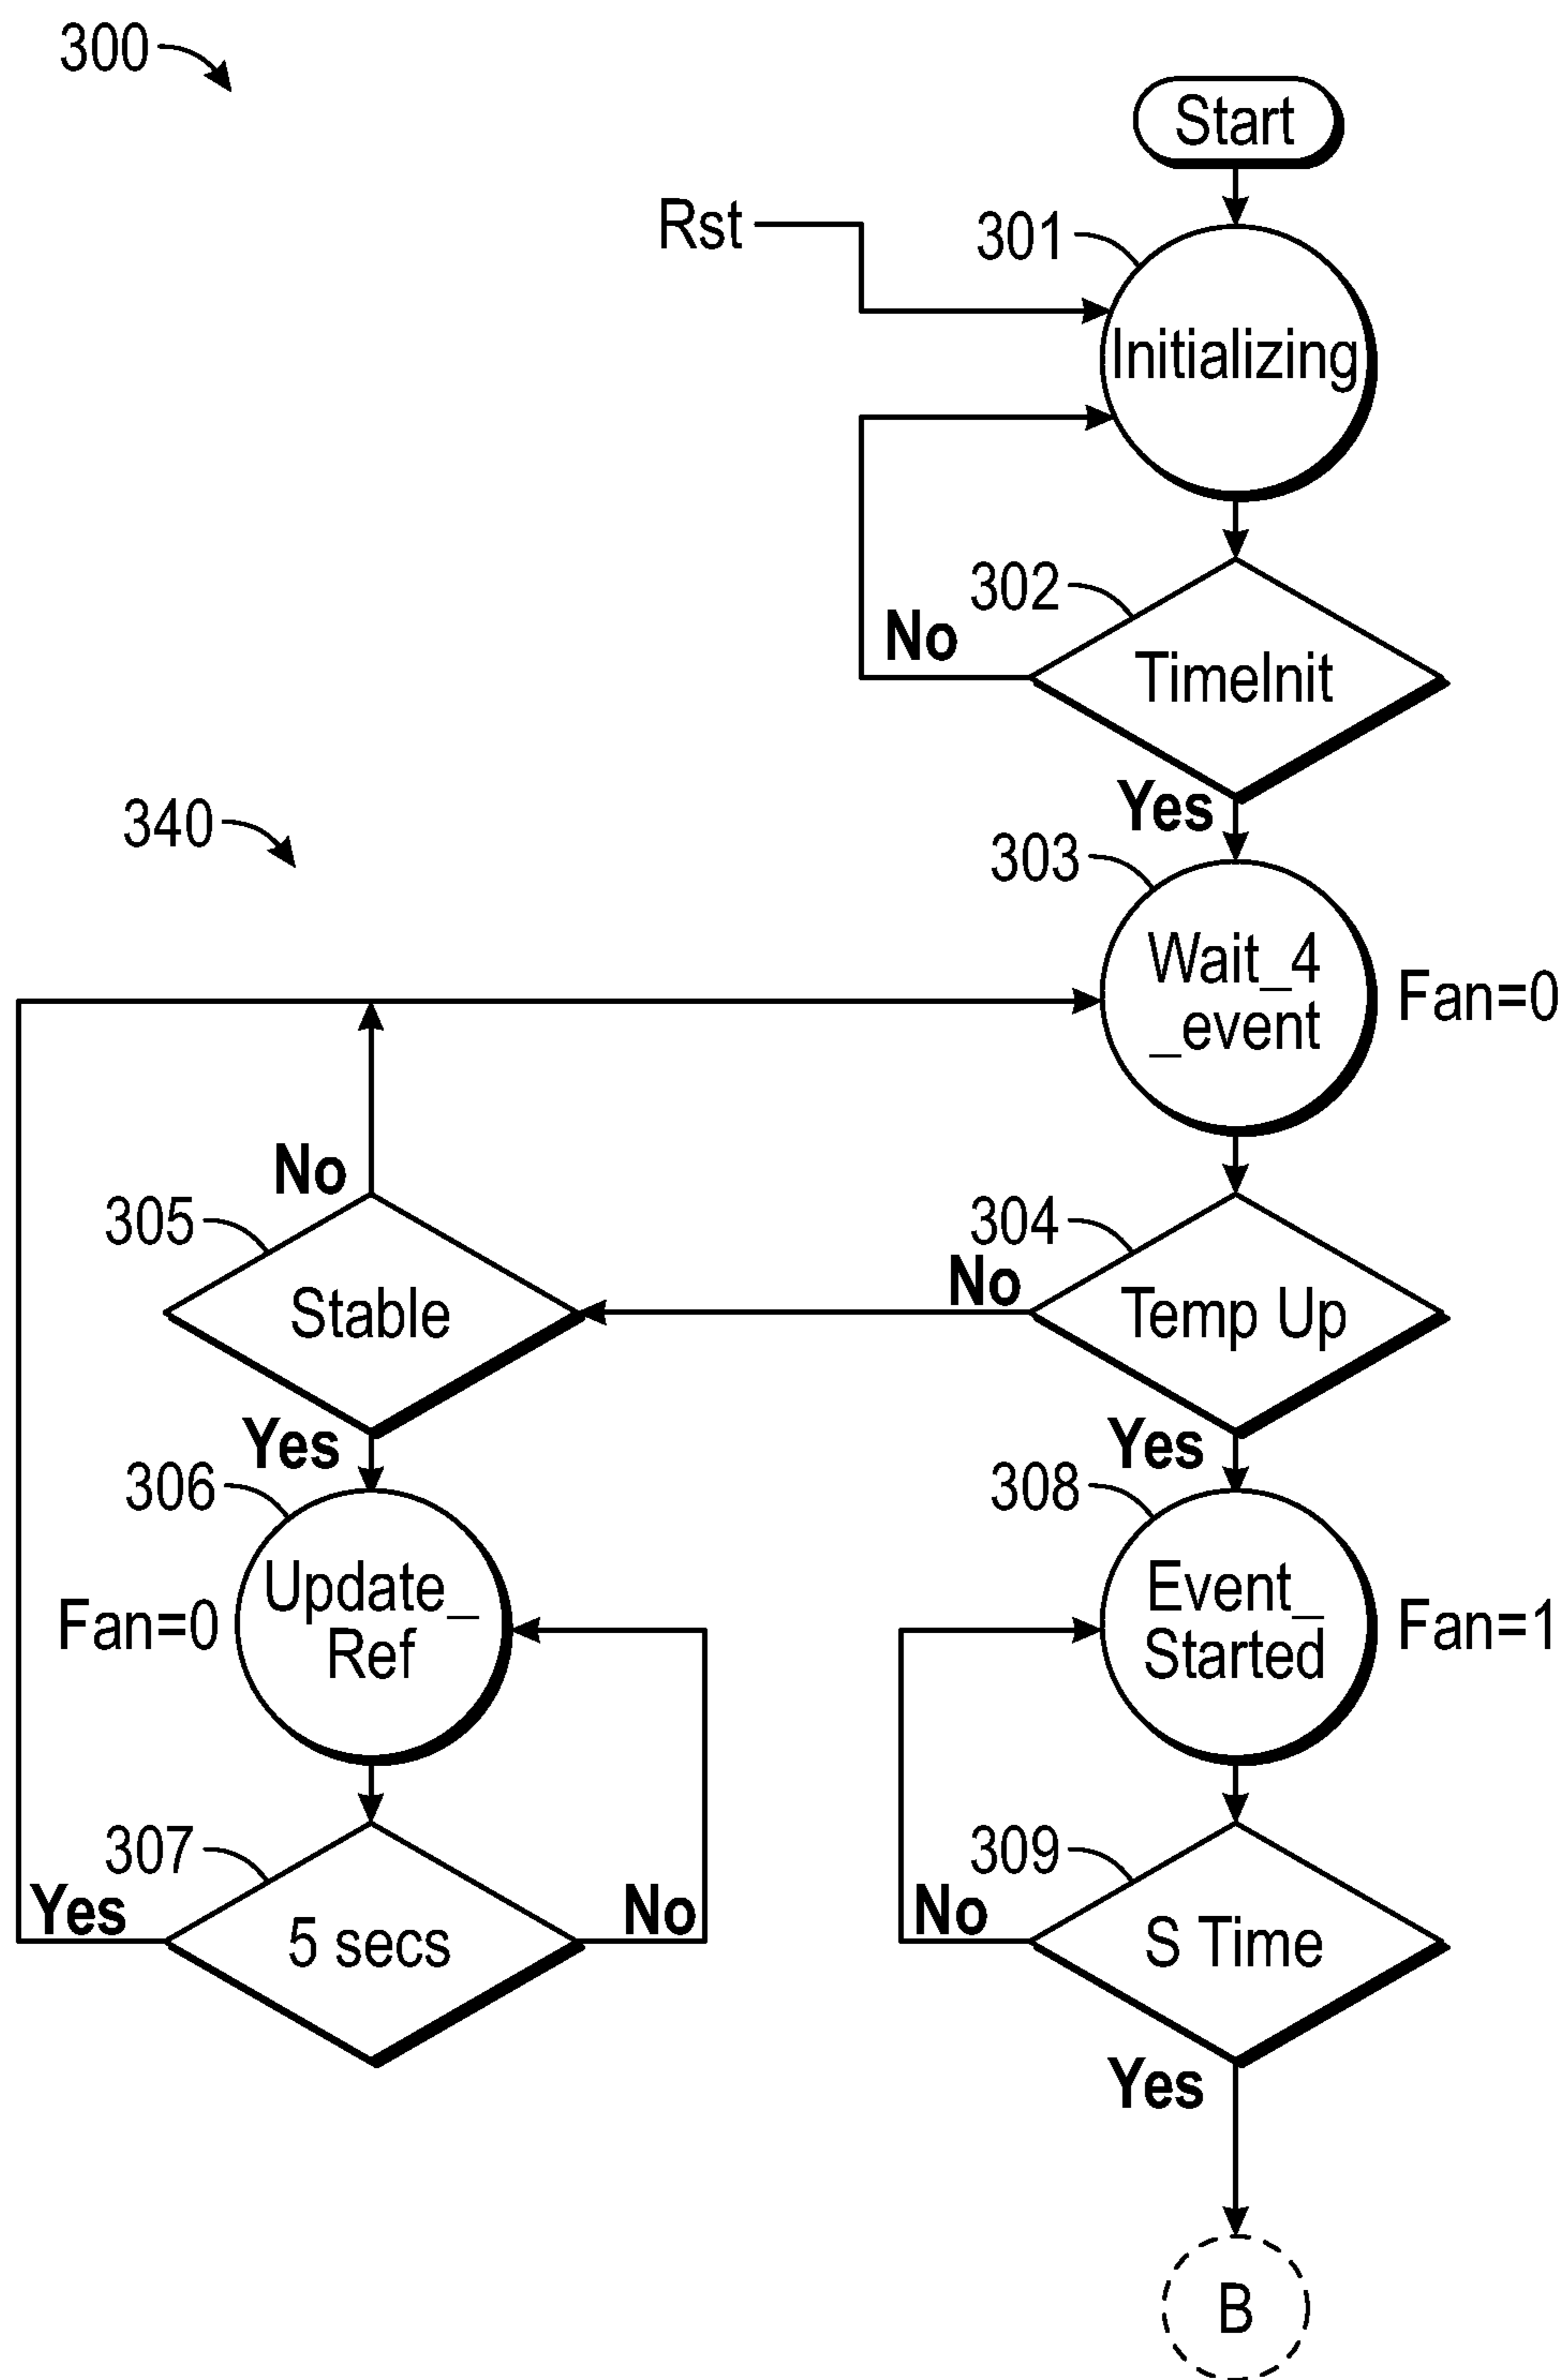 300
Start
Rst
301
Initializing
302
No
TimeInit
Yes
340
303
Wait_4
_event
Fan=0
No
305
Stable
304
No
Temp Up
Yes
306
Update_
Ref
Fan=0
Yes
308
Event_
Started
Fan=1
307
Yes
5 secs
No
309
No
S Time
Yes
B